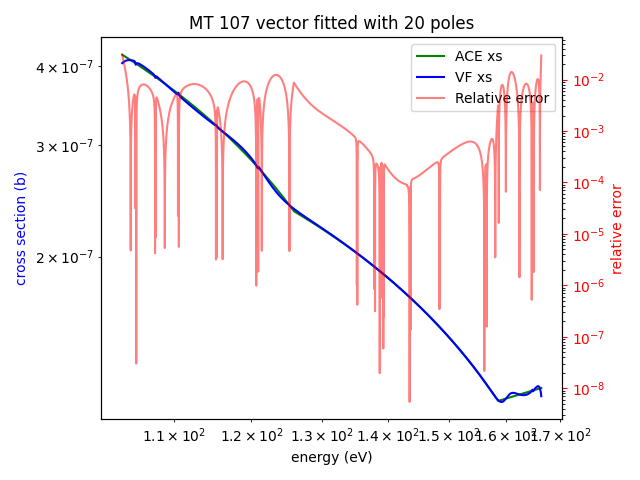 MT 107 vector fitted with 20 poles
ACE xs
VF xs
Relative error
4 × 10⁻⁷
3 × 10⁻⁷
2 × 10⁻⁷
cross section (b)
10⁻²
10⁻³
10⁻⁴
10⁻⁵
10⁻⁶
10⁻⁷
10⁻⁸
relative error
1.1 × 10² 1.2 × 10² 1.3 × 10² 1.4 × 10² 1.5 × 10² 1.6 × 10² 1.7 × 10²
energy (eV)